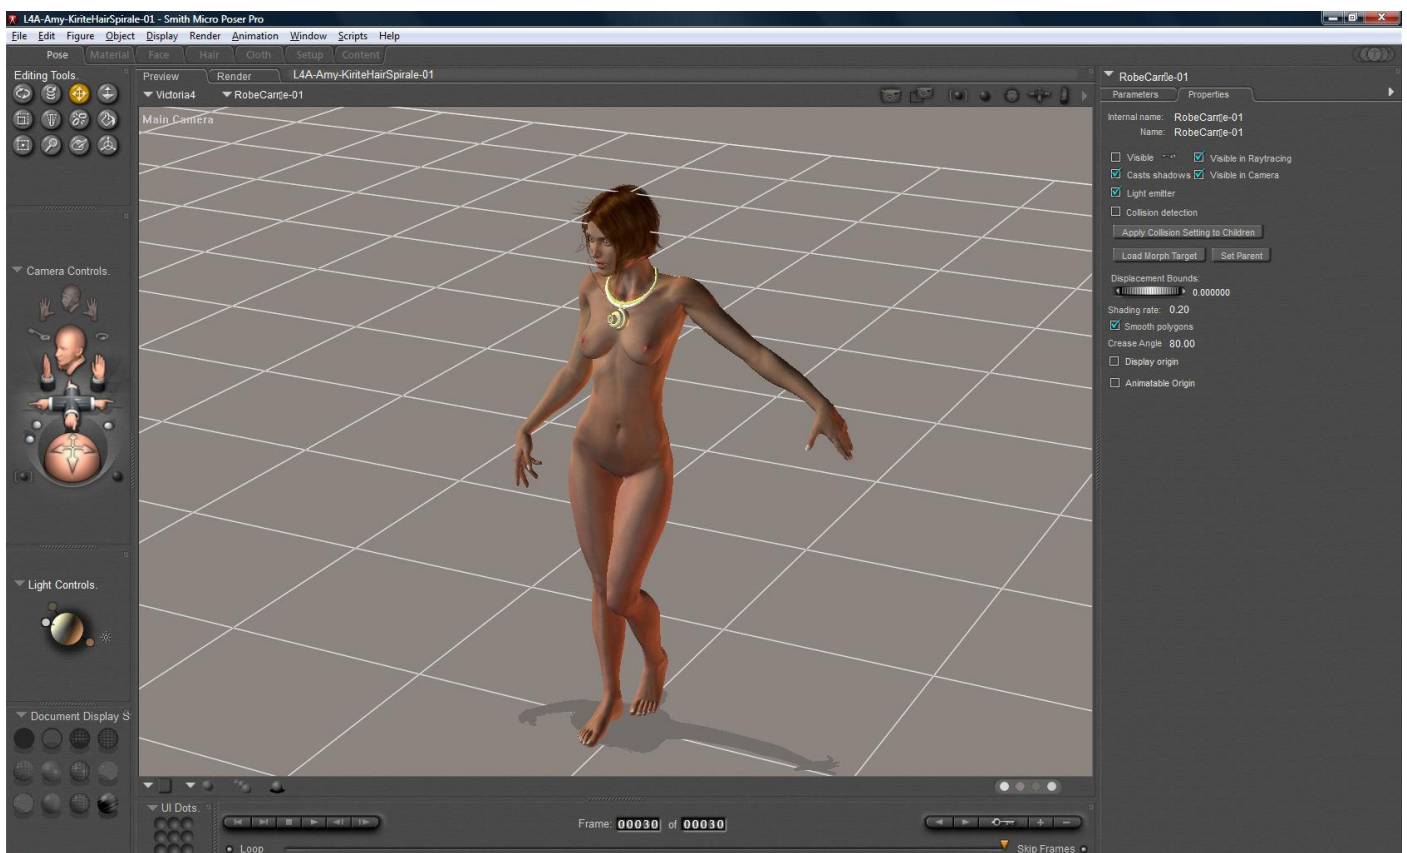 L4A-Amy-KiriteHairSpirale-01 - Smith Micro Poser Pro
File Edit Figure Object Display Render Animation Window Scripts Help
Pose Material Face Hair Cloth Setup Content
Editing Tools.
Preview Render L4A-Amy-KiriteHairSpirale-01
Victoria4 RobeCarr▯e-01
Main Camera
Camera Controls.
Light Controls.
Document Display S
UI Dots.
Frame: 00030 of 00030
Loop Skip Frames
RobeCarr▯e-01
Parameters Properties
Internal name: RobeCarr▯e-01
Name: RobeCarr▯e-01
Visible Visible in Raytracing
Casts shadows Visible in Camera
Light emitter
Collision detection
Apply Collision Setting to Children
Load Morph Target Set Parent
Displacement Bounds:
0.000000
Shading rate: 0.20
Smooth polygons
Crease Angle 80.00
Display origin
Animatable Origin